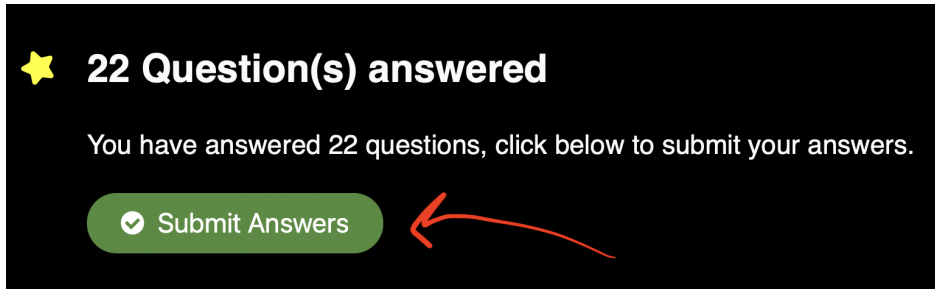 22 Question(s) answered
You have answered 22 questions, click below to submit your answers.
Submit Answers